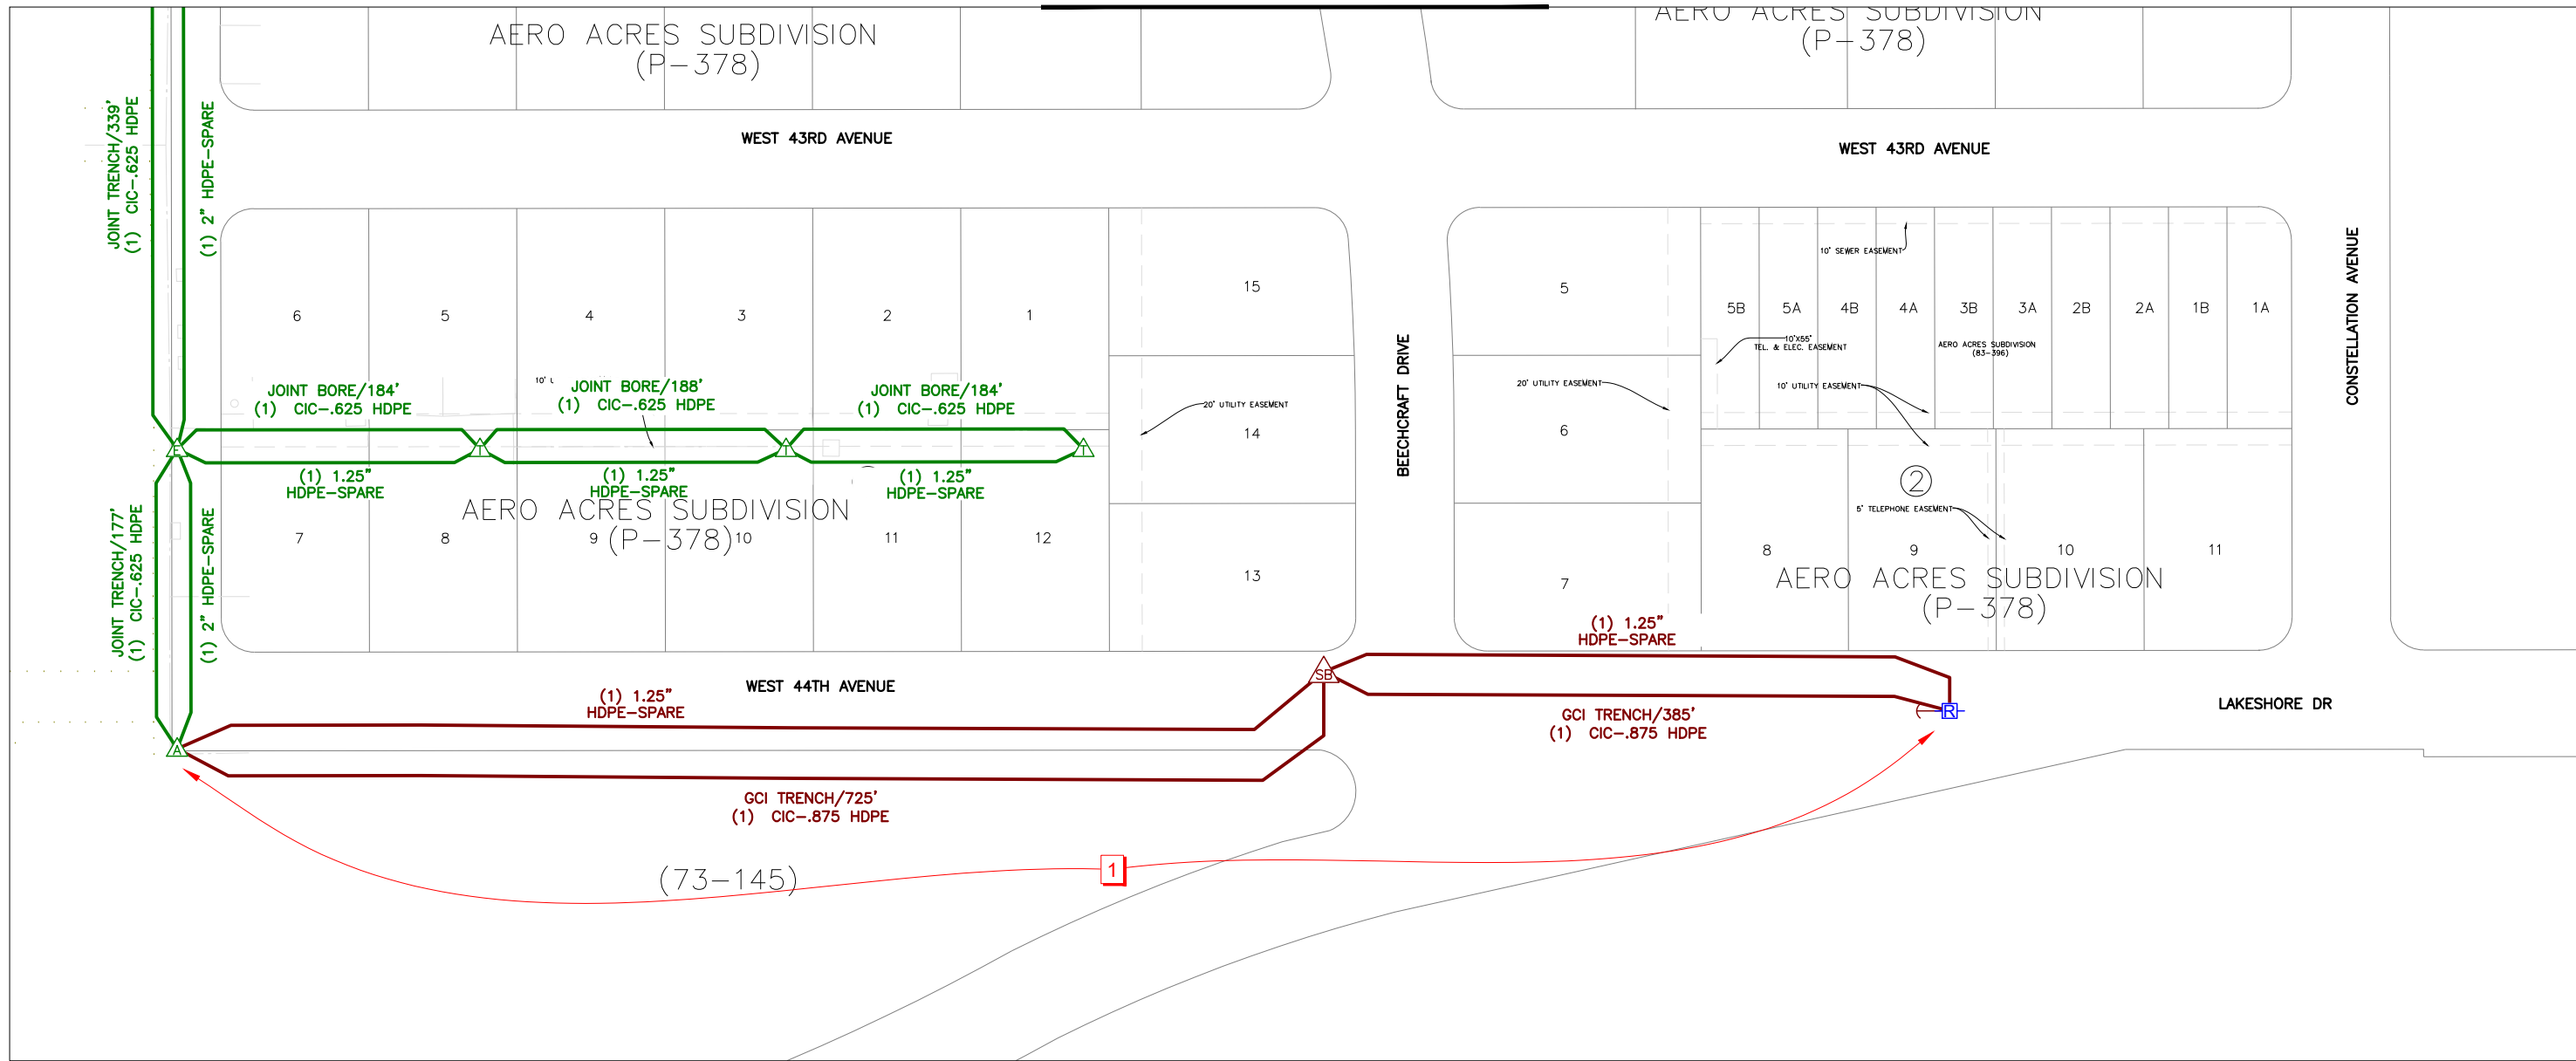 AERO ACRES SUBDIVISION
(P-378)
AERO ACRES SUBDIVISION
(P-378)
JOINT TRENCH/339'
(1) CIC-.625 HDPE
(1) 2" HDPE-SPARE
WEST 43RD AVENUE
WEST 43RD AVENUE
6
5
4
3
2
1
15
14
13
5
6
7
10' SEWER EASEMENT
5B
5A
4B
4A
3B
3A
2B
2A
1B
1A
10'X55'
TEL. & ELEC. EASEMENT
AERO ACRES SUBDIVISION
(83-396)
10' UTILITY EASEMENT
20' UTILITY EASEMENT
20' UTILITY EASEMENT
BEECHCRAFT DRIVE
CONSTELLATION AVENUE
JOINT BORE/184'
(1) CIC-.625 HDPE
10' L
JOINT BORE/188'
(1) CIC-.625 HDPE
JOINT BORE/184'
(1) CIC-.625 HDPE
E
T
T
T
(1) 1.25"
HDPE-SPARE
(1) 1.25"
HDPE-SPARE
(1) 1.25"
HDPE-SPARE
AERO ACRES SUBDIVISION
(P-378)
7
8
9
10
11
12
2
5' TELEPHONE EASEMENT
8
9
10
11
AERO ACRES SUBDIVISION
(P-378)
JOINT TRENCH/177'
(1) CIC-.625 HDPE
(1) 2" HDPE-SPARE
(1) 1.25"
HDPE-SPARE
SB
WEST 44TH AVENUE
(1) 1.25"
HDPE-SPARE
GCI TRENCH/385'
(1) CIC-.875 HDPE
R
LAKESHORE DR
A
GCI TRENCH/725'
(1) CIC-.875 HDPE
1
(73-145)